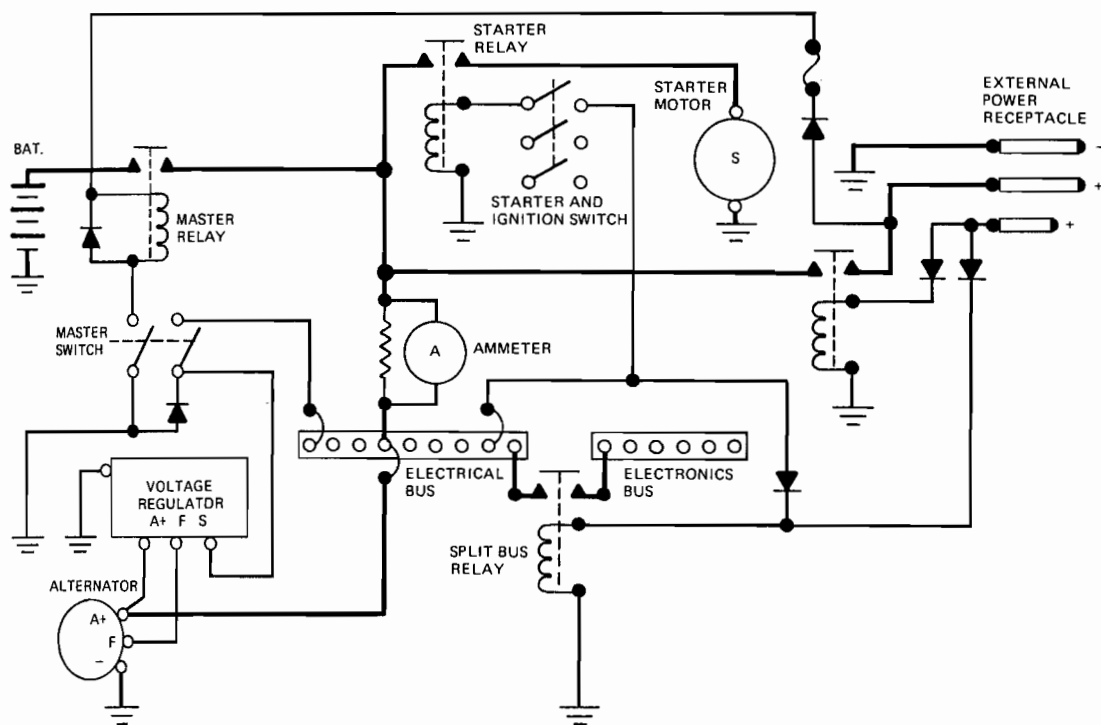 STARTER
RELAY
STARTER
MOTOR
EXTERNAL
POWER
RECEPTACLE
BAT.
−
+
+
S
STARTER AND
IGNITION SWITCH
MASTER
RELAY
MASTER
SWITCH
A
AMMETER
ELECTRICAL
BUS
ELECTRONICS
BUS
VOLTAGE
REGULATOR
A+ F S
SPLIT BUS
RELAY
ALTERNATOR
A+
F
−